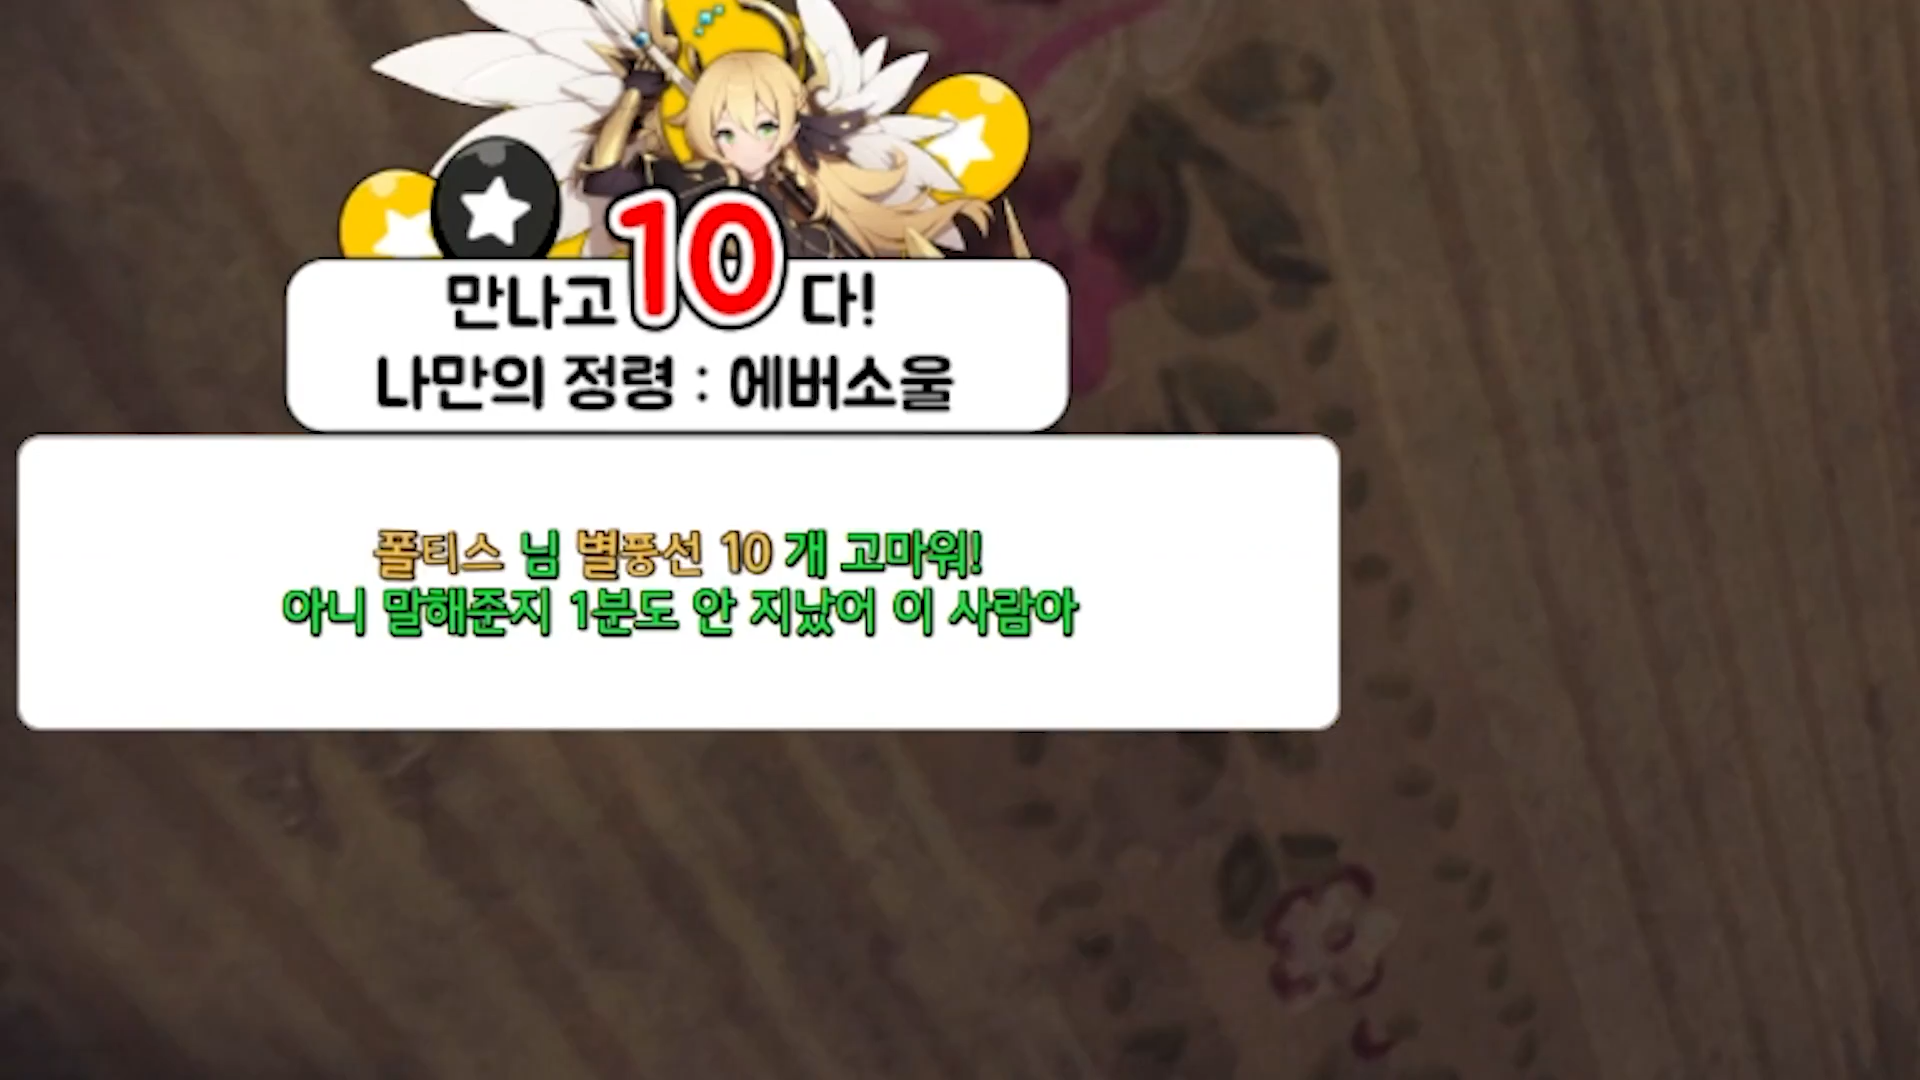 만나고 10 다!
나만의 정령 : 에버소울
폴티스 님 별풍선 10 개 고마워!
아니 말해준지 1분도 안 지났어 이 사람아